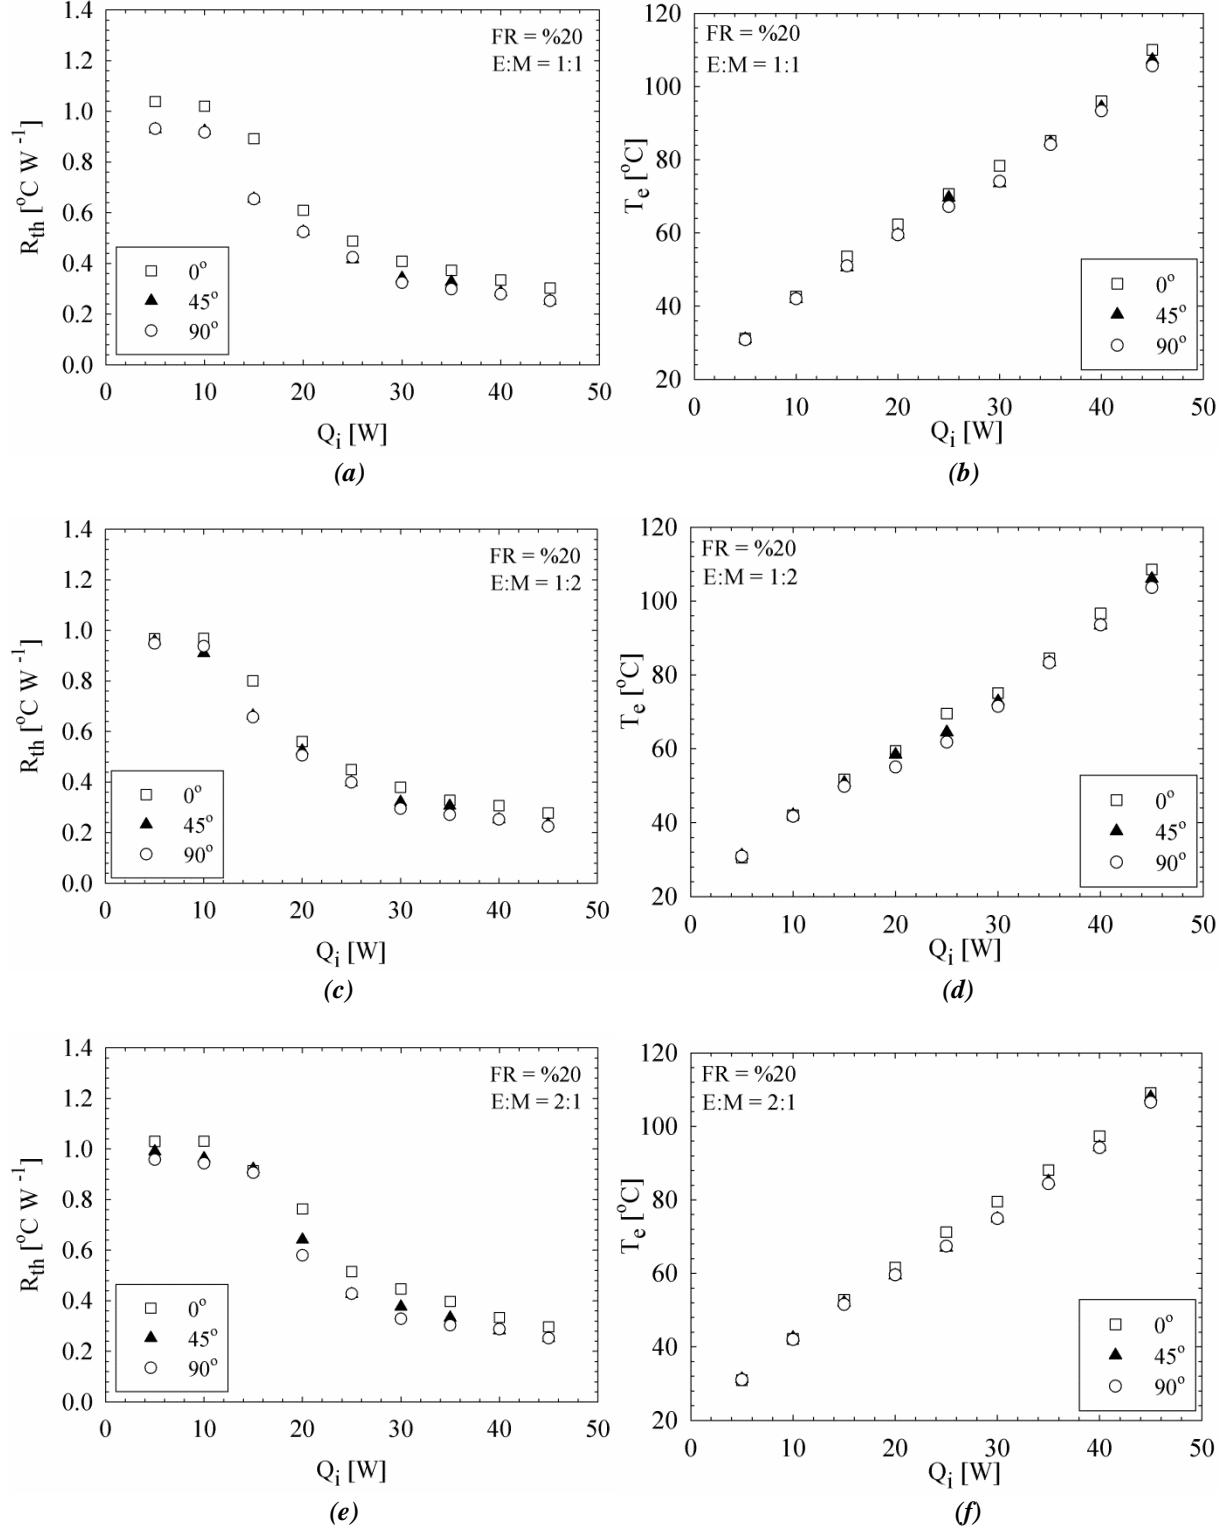 1.4
1.2
1.0
0.8
0.6
0.4
0.2
0.0
R_th [°C W⁻¹]
FR = %20
E:M = 1:1
0°
45°
90°
0 10 20 30 40 50
Q_i [W]
(a)
120
100
80
60
40
20
T_e [°C]
FR = %20
E:M = 1:1
0°
45°
90°
0 10 20 30 40 50
Q_i [W]
(b)
1.4
1.2
1.0
0.8
0.6
0.4
0.2
0.0
R_th [°C W⁻¹]
FR = %20
E:M = 1:2
0°
45°
90°
0 10 20 30 40 50
Q_i [W]
(c)
120
100
80
60
40
20
T_e [°C]
FR = %20
E:M = 1:2
0°
45°
90°
0 10 20 30 40 50
Q_i [W]
(d)
1.4
1.2
1.0
0.8
0.6
0.4
0.2
0.0
R_th [°C W⁻¹]
FR = %20
E:M = 2:1
0°
45°
90°
0 10 20 30 40 50
Q_i [W]
(e)
120
100
80
60
40
20
T_e [°C]
FR = %20
E:M = 2:1
0°
45°
90°
0 10 20 30 40 50
Q_i [W]
(f)